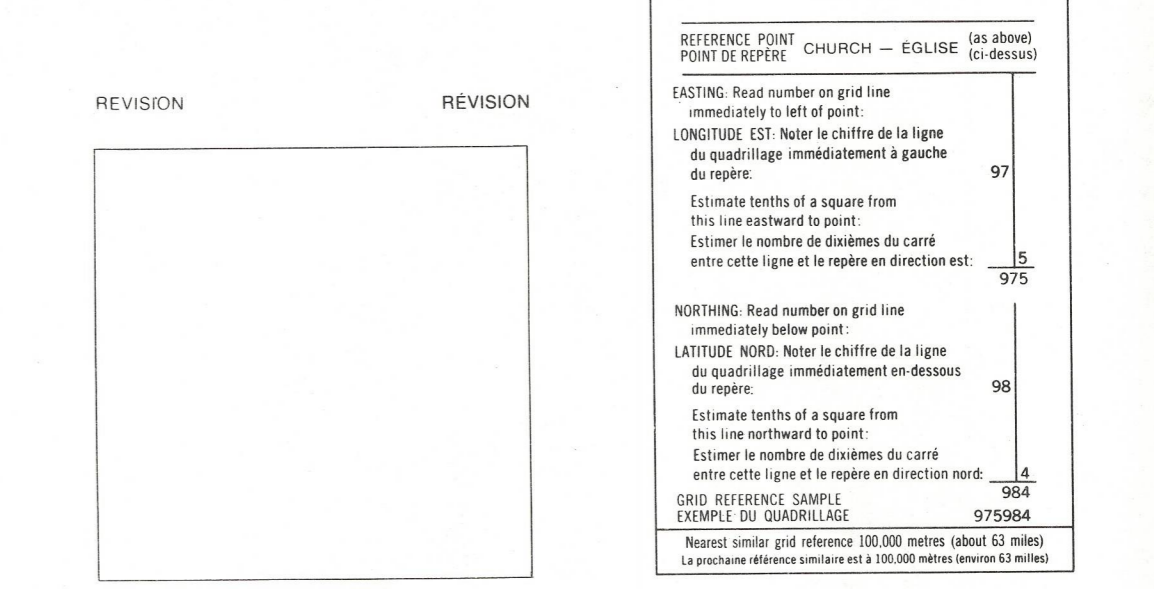 REVISION RÉVISION
REFERENCE POINT
POINT DE REPÈRE
CHURCH — ÉGLISE
(as above)
(ci-dessus)
EASTING: Read number on grid line
immediately to left of point:
LONGITUDE EST: Noter le chiffre de la ligne
du quadrillage immédiatement à gauche
du repère: 97
Estimate tenths of a square from
this line eastward to point:
Estimer le nombre de dixièmes du carré
entre cette ligne et le repère en direction est: 5
975
NORTHING: Read number on grid line
immediately below point:
LATITUDE NORD: Noter le chiffre de la ligne
du quadrillage immédiatement en-dessous
du repère: 98
Estimate tenths of a square from
this line northward to point:
Estimer le nombre de dixièmes du carré
entre cette ligne et le repère en direction nord: 4
984
GRID REFERENCE SAMPLE
EXEMPLE DU QUADRILLAGE 975984
Nearest similar grid reference 100,000 metres (about 63 miles)
La prochaine référence similaire est à 100,000 mètres (environ 63 milles)